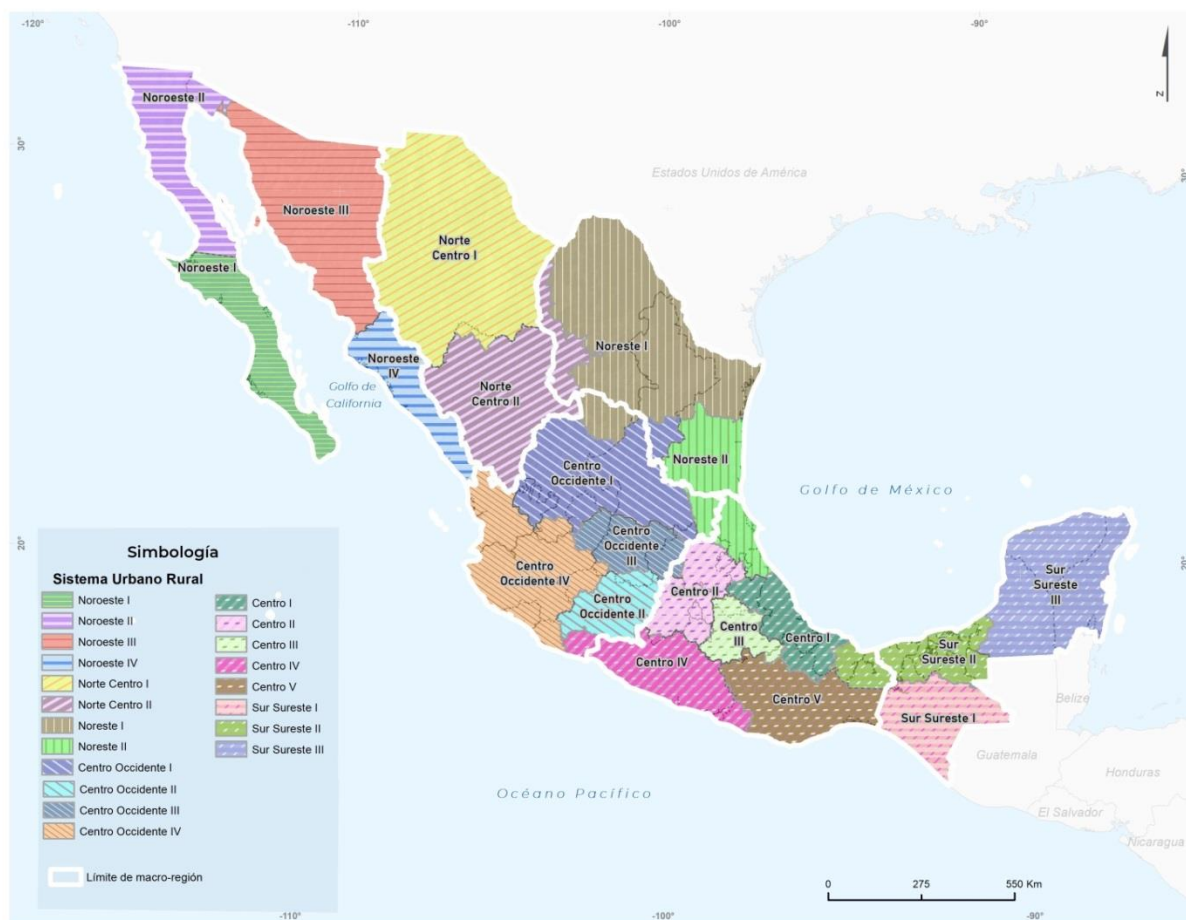 -120°
-110°
-100°
-90°
30°
20°
Z
Noroeste II
Noroeste III
Noroeste I
Norte
Centro I
Estados Unidos de América
Noreste I
Noroeste
IV
Golfo de
California
Norte
Centro II
Noreste II
Centro
Occidente I
Golfo de México
Centro
Occidente
III
Centro
Occidente IV
Centro
Occidente II
Centro II
Centro
III
Centro I
Centro IV
Centro V
Sur
Sureste
III
Sur
Sureste II
Sur Sureste I
Belize
Guatemala
Honduras
El Salvador
Nicaragua
Océano Pacífico
Simbología
Sistema Urbano Rural
Noroeste I
Noroeste II
Noroeste III
Noroeste IV
Norte Centro I
Norte Centro II
Noreste I
Noreste II
Centro Occidente I
Centro Occidente II
Centro Occidente III
Centro Occidente IV
Centro I
Centro II
Centro III
Centro IV
Centro V
Sur Sureste I
Sur Sureste II
Sur Sureste III
Límite de macro-región
0 275 550 Km
-110°
-100°
-90°